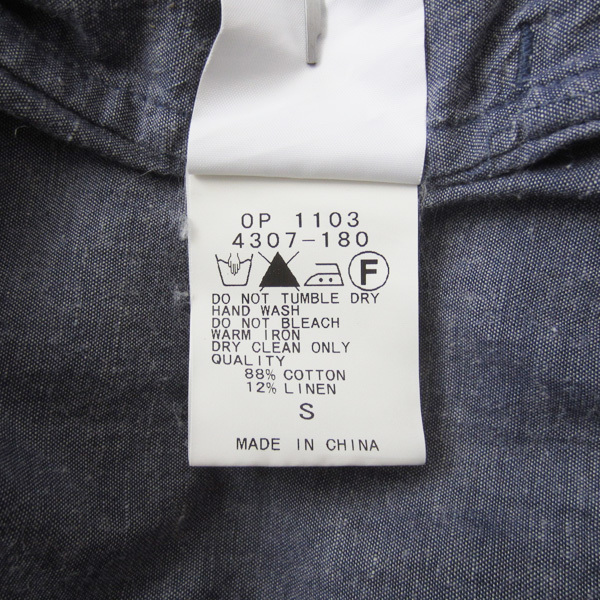 OP 1103
4307-180
F
DO NOT TUMBLE DRY
HAND WASH
DO NOT BLEACH
WARM IRON
DRY CLEAN ONLY
QUALITY
88% COTTON
12% LINEN
S
MADE IN CHINA